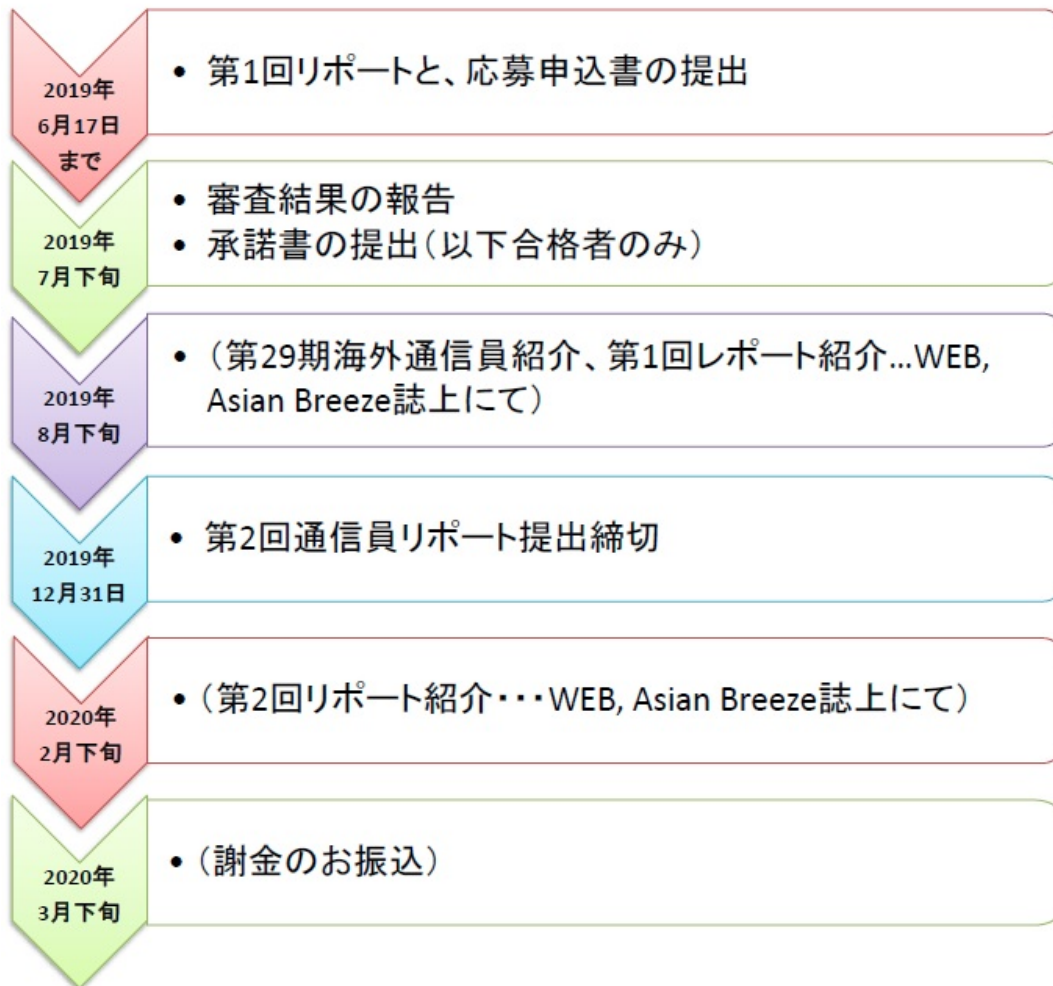 2019年
6月17日
まで
• 第1回リポートと、応募申込書の提出
2019年
7月下旬
• 審査結果の報告
• 承諾書の提出（以下合格者のみ）
2019年
8月下旬
• （第29期海外通信員紹介、第1回レポート紹介…WEB,
Asian Breeze誌上にて）
2019年
12月31日
• 第2回通信員リポート提出締切
2020年
2月下旬
• （第2回リポート紹介・・・WEB, Asian Breeze誌上にて）
2020年
3月下旬
• （謝金のお振込）